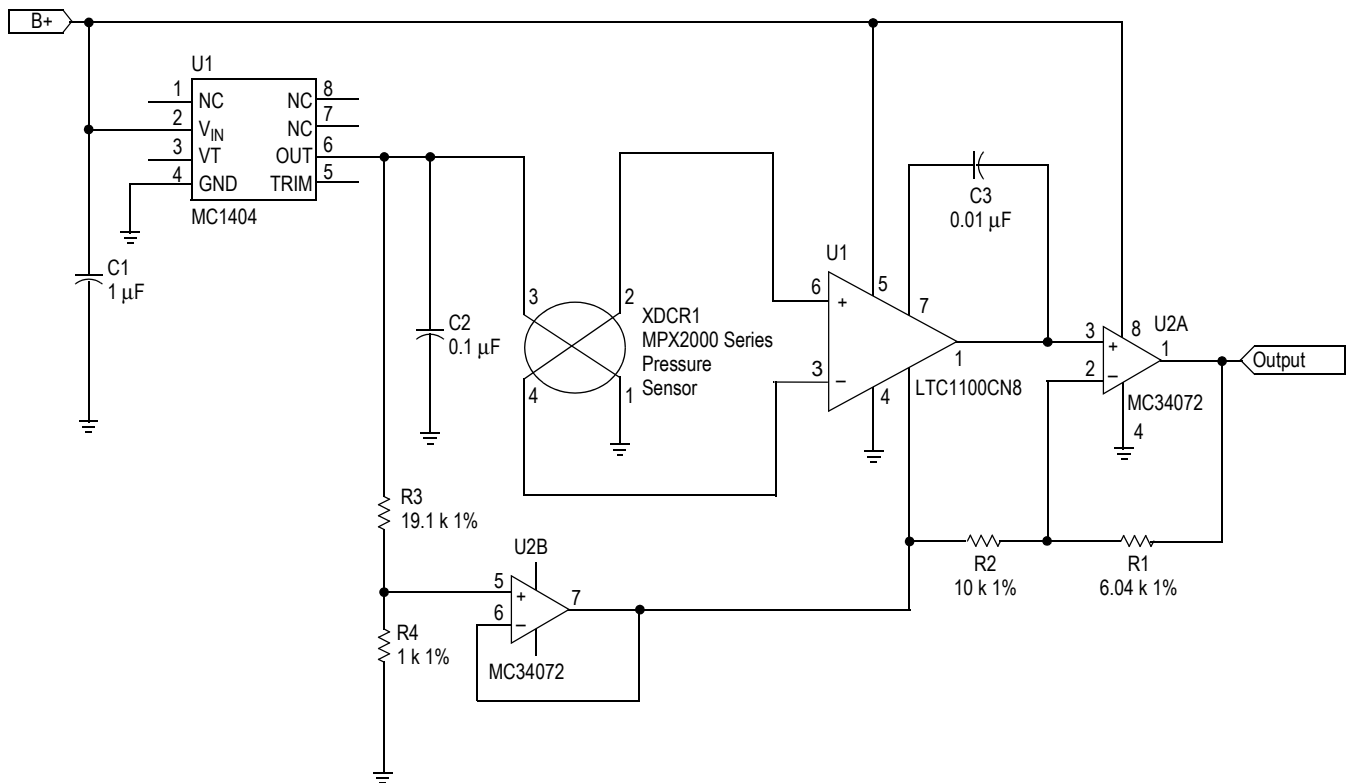 B+
U1
1
NC
NC
8
2
VIN
NC
7
3
VT
OUT
6
4
GND
TRIM
5
MC1404
C1
1 µF
C2
0.1 µF
3
2
4
1
XDCR1
MPX2000 Series
Pressure
Sensor
C3
0.01 µF
U1
5
6
+
7
3
−
1
4
LTC1100CN8
U2A
3
+
8
2
−
1
MC34072
4
Output
R3
19.1 k 1%
R2
10 k 1%
R1
6.04 k 1%
U2B
5
+
7
6
−
MC34072
R4
1 k 1%